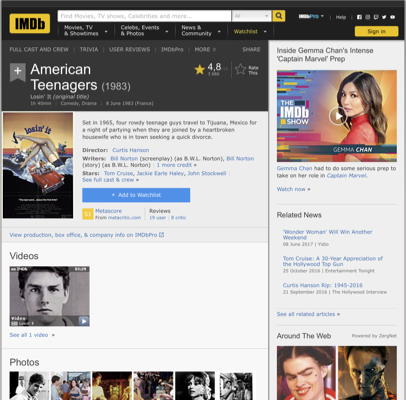 IMDb
Find Movies, TV shows, Celebrities and more...
All
IMDbPro
Help
Movies, TV
& Showtimes
Celebs, Events
& Photos
News &
Community
Watchlist
Sign in
FULL CAST AND CREW | TRIVIA | USER REVIEWS | IMDbPro | MORE
SHARE
American
Teenagers (1983)
Losin' It (original title)
1h 40min | Comedy, Drama | 8 June 1983 (France)
4,8
Rate
This
losin' it
Set in 1965, four rowdy teenage guys travel to Tijuana, Mexico for
a night of partying when they are joined by a heartbroken
housewife who is in town seeking a quick divorce.
Director: Curtis Hanson
Writers: Bill Norton (screenplay) (as B.W.L. Norton), Bill Norton
(story) (as B.W.L. Norton) | 1 more credit »
Stars: Tom Cruise, Jackie Earle Haley, John Stockwell |
See full cast & crew »
+ Add to Watchlist
51
Metascore
From metacritic.com
Reviews
19 user | 8 critic
View production, box office, & company info on IMDbPro
Videos
See all 1 video »
Photos
Inside Gemma Chan's Intense
'Captain Marvel' Prep
THE
IMDb
SHOW
GEMMA CHAN
Gemma Chan had to do some serious prep
to take on her role in Captain Marvel.
Watch now »
Related News
'Wonder Woman' Will Win Another
Weekend
08 June 2017 | Yidio
Tom Cruise: A 30-Year Appreciation of
the Hollywood Top Gun
25 October 2016 | Entertainment Tonight
Curtis Hanson Rip: 1945-2016
21 September 2016 | The Hollywood Interview
See all related articles »
Around The Web
Powered by ZergNet